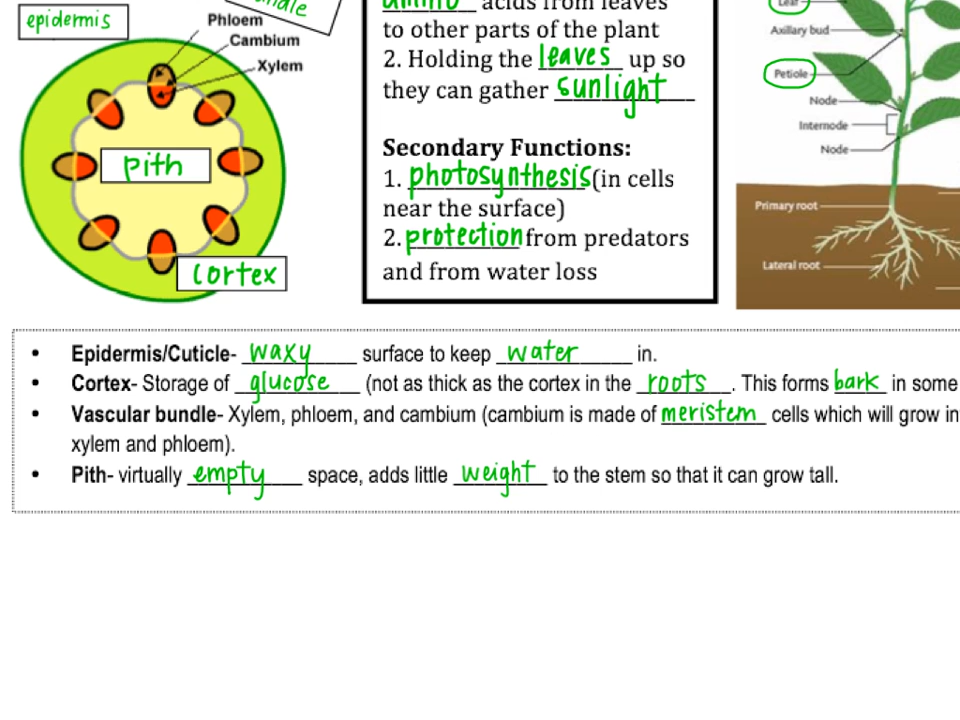 epidermis
Phloem
Cambium
Xylem
pith
cortex
amino acids from leaves
to other parts of the plant
2. Holding the leaves up so
they can gather sunlight
Secondary Functions:
1. photosynthesis (in cells
near the surface)
2. protection from predators
and from water loss
Leaf
Axillary bud
Petiole
Node
Internode
Node
Primary root
Lateral root
• Epidermis/Cuticle- waxy surface to keep water in.
• Cortex- Storage of glucose (not as thick as the cortex in the roots. This forms bark in some
• Vascular bundle- Xylem, phloem, and cambium (cambium is made of meristem cells which will grow in
xylem and phloem).
• Pith- virtually empty space, adds little weight to the stem so that it can grow tall.